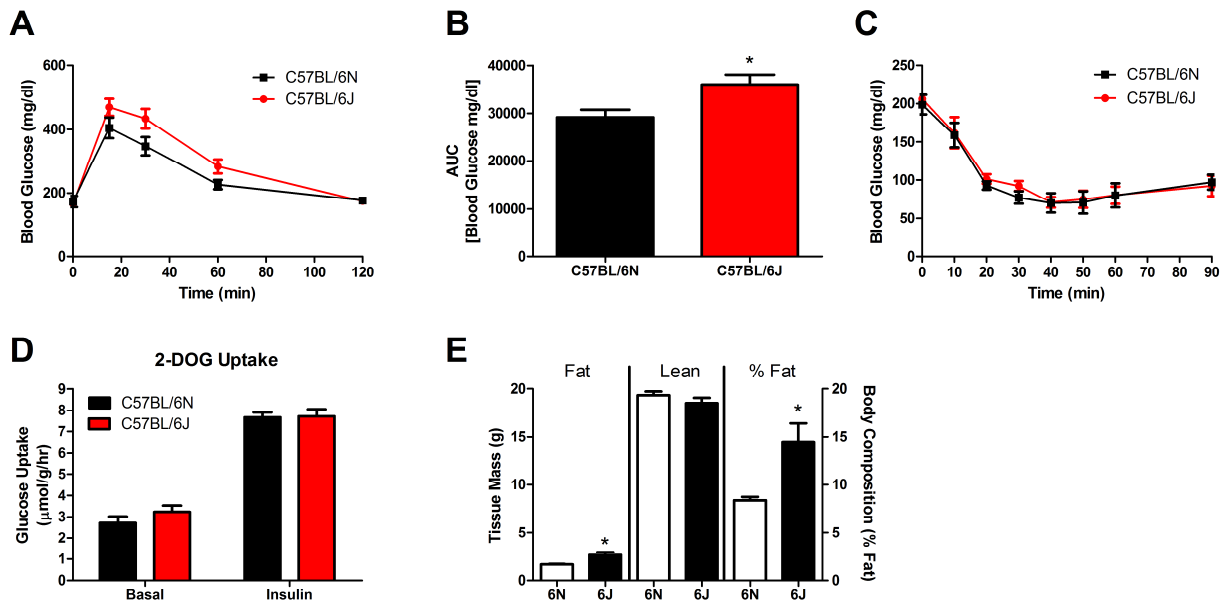 A
600
400
200
0
0 20 40 60 80 100 120
Blood Glucose (mg/dl)
Time (min)
C57BL/6N
C57BL/6J
B
40000
30000
20000
10000
0
AUC
[Blood Glucose mg/dl]
*
C57BL/6N C57BL/6J
C
250
200
150
100
50
0
0 10 20 30 40 50 60 70 80 90
Blood Glucose (mg/dl)
Time (min)
C57BL/6N
C57BL/6J
D
2-DOG Uptake
9
8
7
6
5
4
3
2
1
0
Glucose Uptake
(μmol/g/hr)
C57BL/6N
C57BL/6J
Basal Insulin
E
Fat Lean % Fat
20
15
10
5
0
Tissue Mass (g)
* *
20
15
10
5
0
Body Composition (% Fat)
6N 6J 6N 6J 6N 6J